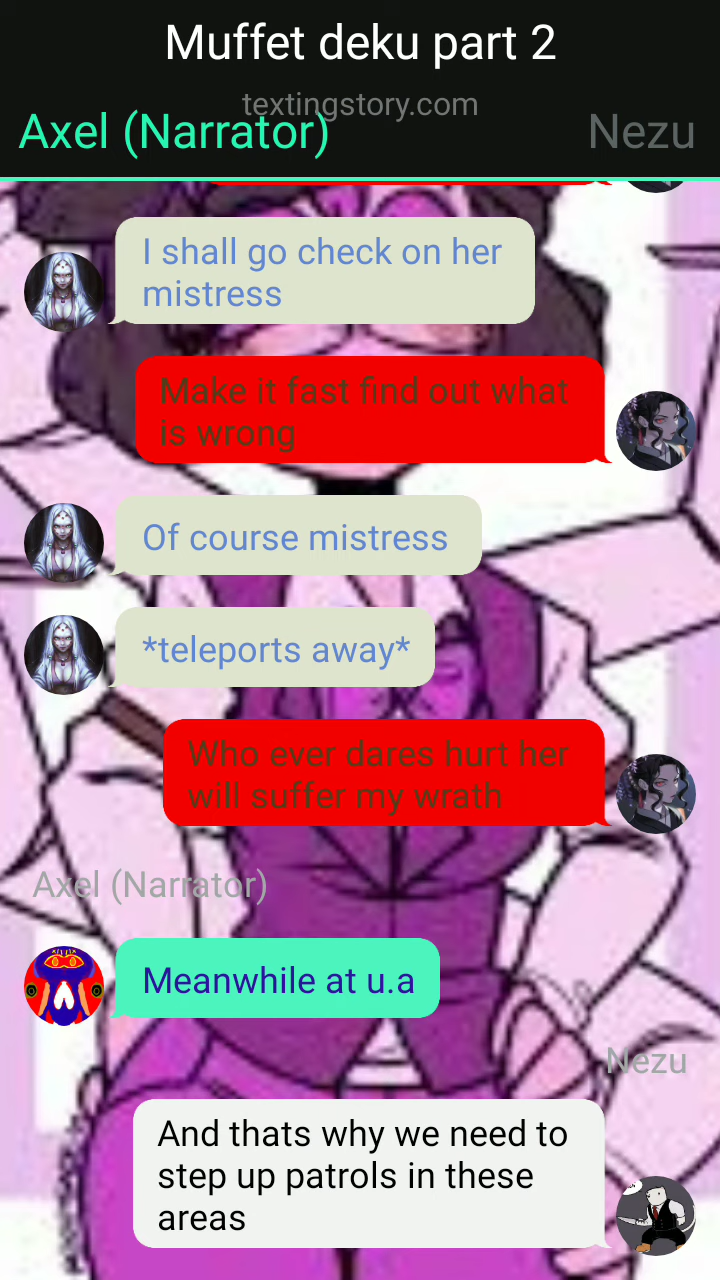 Muffet deku part 2
textingstory.com
Axel (Narrator)
Nezu
I shall go check on her
mistress
Make it fast find out what
is wrong
Of course mistress
*teleports away*
Who ever dares hurt her
will suffer my wrath
Axel (Narrator)
Meanwhile at u.a
Nezu
And thats why we need to
step up patrols in these
areas